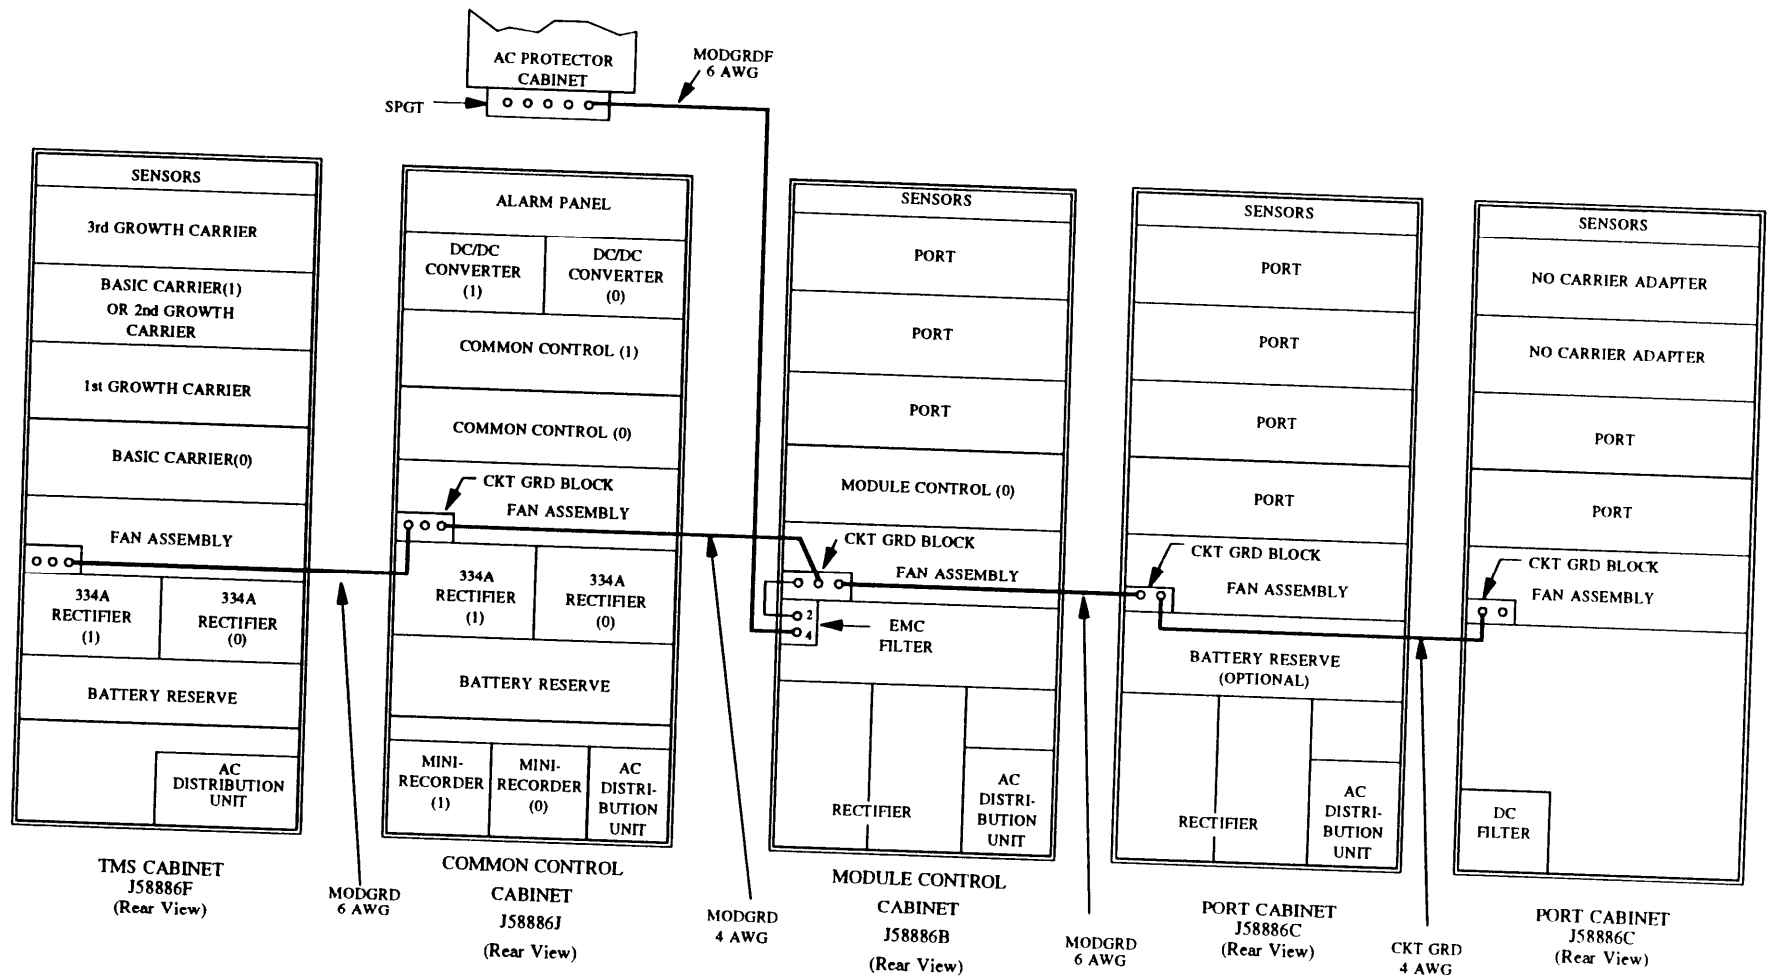 AC PROTECTOR
CABINET
SPGT
MODGRDF
6 AWG
SENSORS
3rd GROWTH CARRIER
BASIC CARRIER(1)
OR 2nd GROWTH
CARRIER
1st GROWTH CARRIER
BASIC CARRIER(0)
FAN ASSEMBLY
334A
RECTIFIER
(1)
334A
RECTIFIER
(0)
BATTERY RESERVE
AC
DISTRIBUTION
UNIT
TMS CABINET
J58886F
(Rear View)
MODGRD
6 AWG
ALARM PANEL
DC/DC
CONVERTER
(1)
DC/DC
CONVERTER
(0)
COMMON CONTROL (1)
COMMON CONTROL (0)
CKT GRD BLOCK
FAN ASSEMBLY
334A
RECTIFIER
(1)
334A
RECTIFIER
(0)
BATTERY RESERVE
MINI-
RECORDER
(1)
MINI-
RECORDER
(0)
AC
DISTRI-
BUTION
UNIT
COMMON CONTROL
CABINET
J58886J
(Rear View)
MODGRD
4 AWG
SENSORS
PORT
PORT
PORT
MODULE CONTROL (0)
CKT GRD BLOCK
FAN ASSEMBLY
2
4
EMC
FILTER
RECTIFIER
AC
DISTRI-
BUTION
UNIT
MODULE CONTROL
CABINET
J58886B
(Rear View)
MODGRD
6 AWG
SENSORS
PORT
PORT
PORT
PORT
CKT GRD BLOCK
FAN ASSEMBLY
BATTERY RESERVE
(OPTIONAL)
RECTIFIER
AC
DISTRI-
BUTION
UNIT
PORT CABINET
J58886C
(Rear View)
CKT GRD
4 AWG
SENSORS
NO CARRIER ADAPTER
NO CARRIER ADAPTER
PORT
PORT
CKT GRD BLOCK
FAN ASSEMBLY
DC
FILTER
PORT CABINET
J58886C
(Rear View)